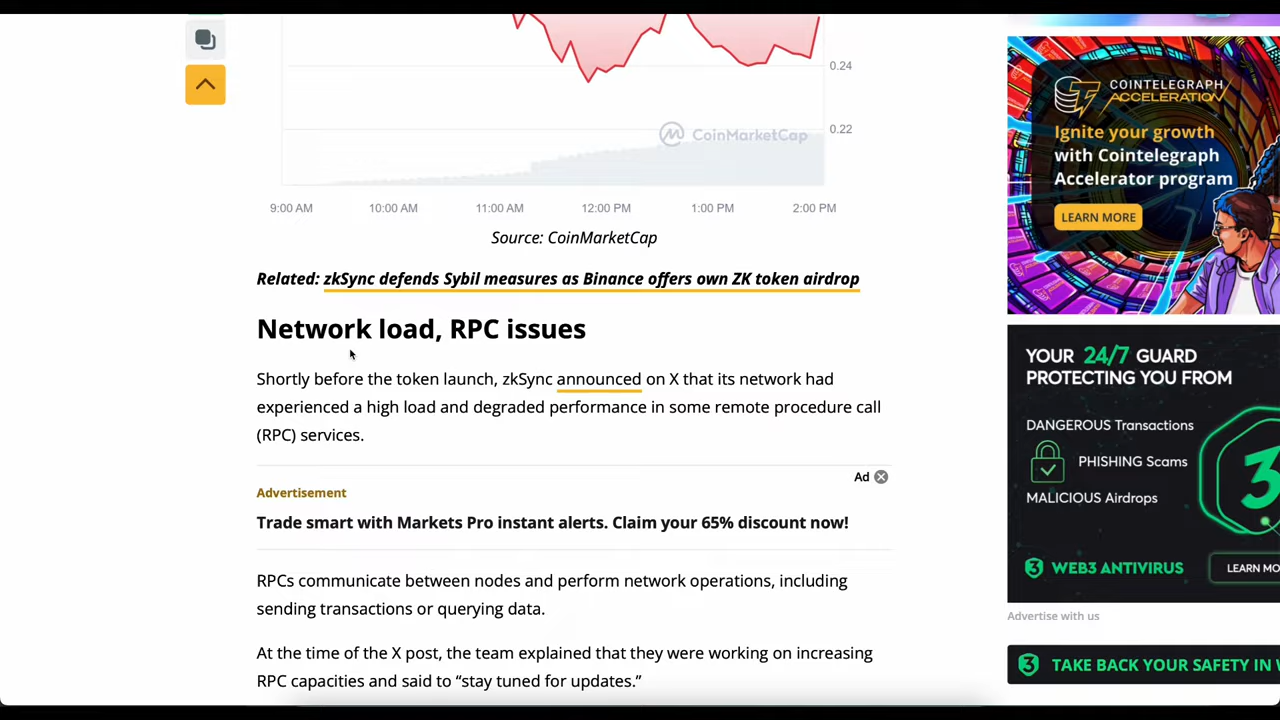 0.24
0.22
CoinMarketCap
9:00 AM 10:00 AM 11:00 AM 12:00 PM 1:00 PM 2:00 PM
Source: CoinMarketCap
Related: zkSync defends Sybil measures as Binance offers own ZK token airdrop
Network load, RPC issues
Shortly before the token launch, zkSync announced on X that its network had
experienced a high load and degraded performance in some remote procedure call
(RPC) services.
Ad
Advertisement
Trade smart with Markets Pro instant alerts. Claim your 65% discount now!
RPCs communicate between nodes and perform network operations, including
sending transactions or querying data.
At the time of the X post, the team explained that they were working on increasing
RPC capacities and said to “stay tuned for updates.”
COINTELEGRAPH
ACCELERATION
Ignite your growth
with Cointelegraph
Accelerator program
LEARN MORE
YOUR 24/7 GUARD
PROTECTING YOU FROM
DANGEROUS Transactions
PHISHING Scams
MALICIOUS Airdrops
3
3 WEB3 ANTIVIRUS
LEARN MO
Advertise with us
3 TAKE BACK YOUR SAFETY IN